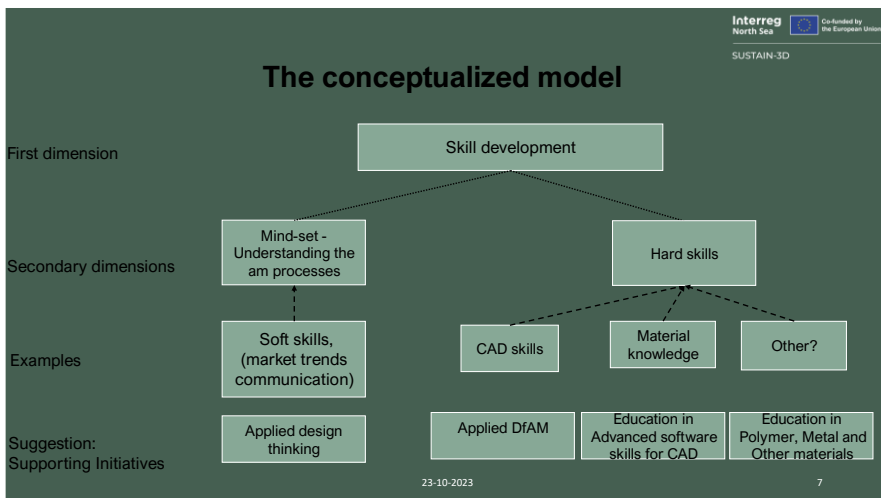 Interreg
North Sea
Co-funded by
the European Union
SUSTAIN-3D
The conceptualized model
First dimension
Skill development
Secondary dimensions
Mind-set -
Understanding the
am processes
Hard skills
Examples
Soft skills,
(market trends
communication)
CAD skills
Material
knowledge
Other?
Suggestion:
Supporting Initiatives
Applied design
thinking
Applied DfAM
Education in
Advanced software
skills for CAD
Education in
Polymer, Metal and
Other materials
23-10-2023
7